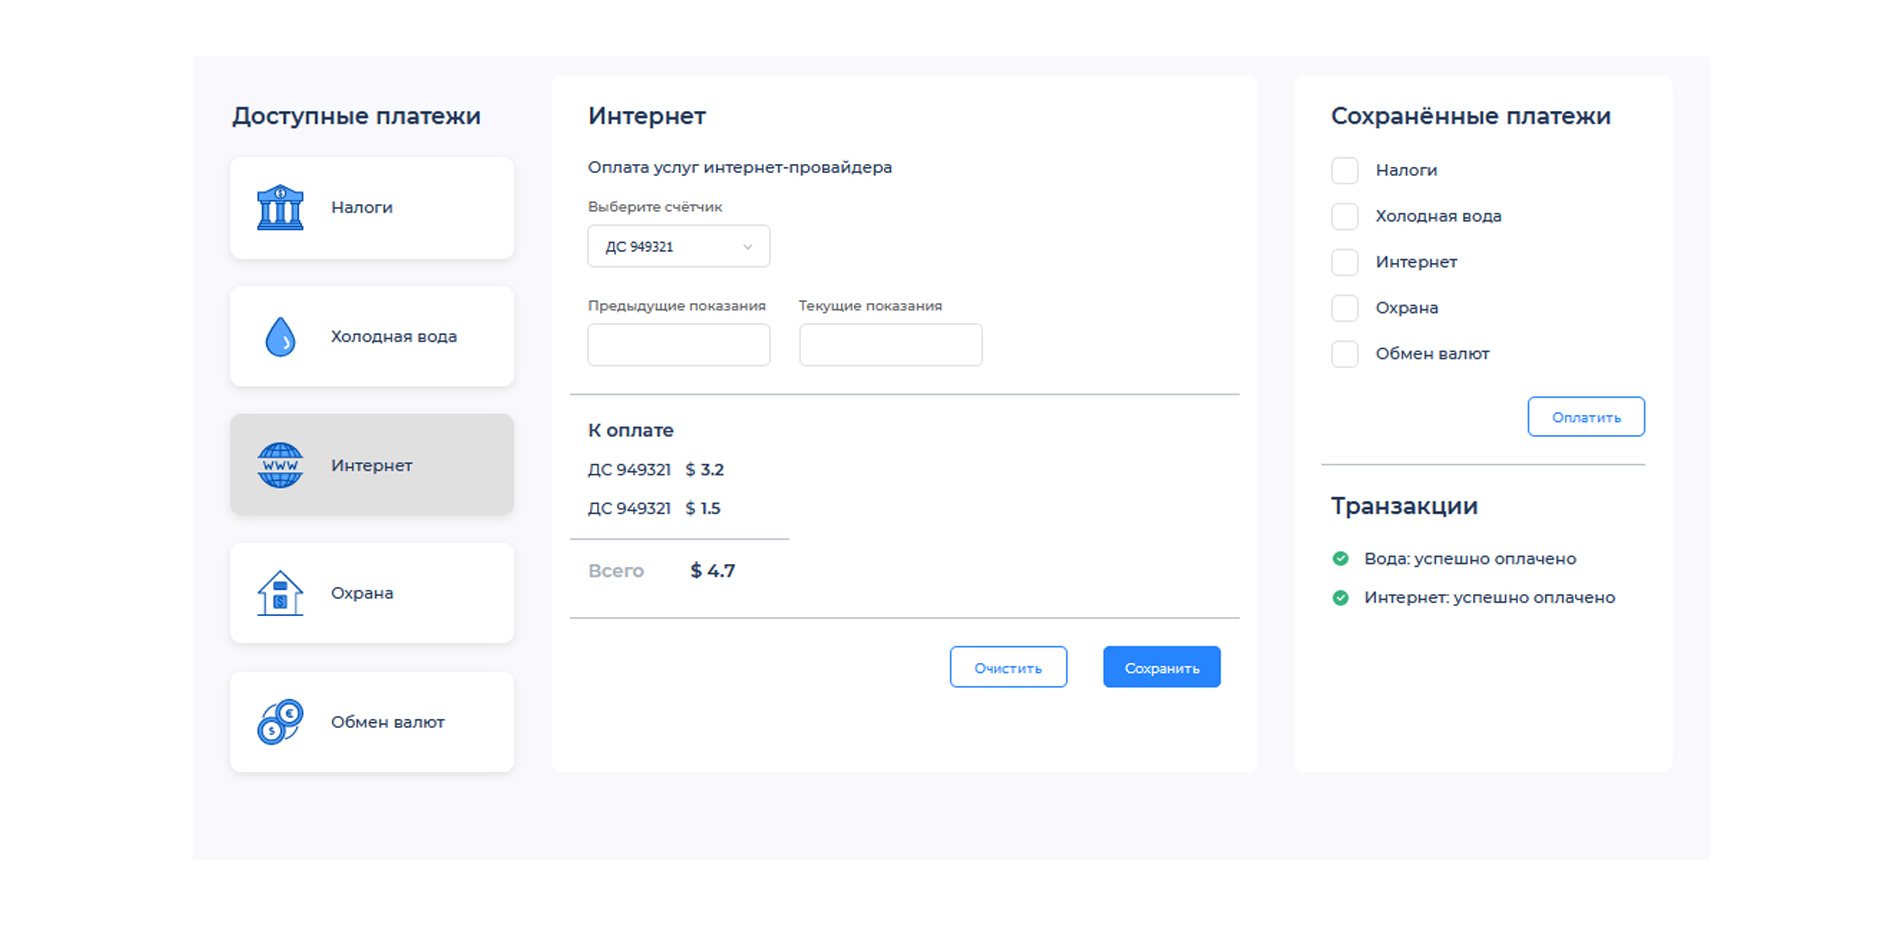 Доступные платежи
Налоги
Холодная вода
WWW
Интернет
Охрана
$
€
$
Обмен валют
Интернет
Оплата услуг интернет-провайдера
Выберите счётчик
ДС 949321
Предыдущие показания Текущие показания
К оплате
ДС 949321 $ 3.2
ДС 949321 $ 1.5
Всего $ 4.7
Очистить Сохранить
Сохранённые платежи
Налоги
Холодная вода
Интернет
Охрана
Обмен валют
Оплатить
Транзакции
Вода: успешно оплачено
Интернет: успешно оплачено